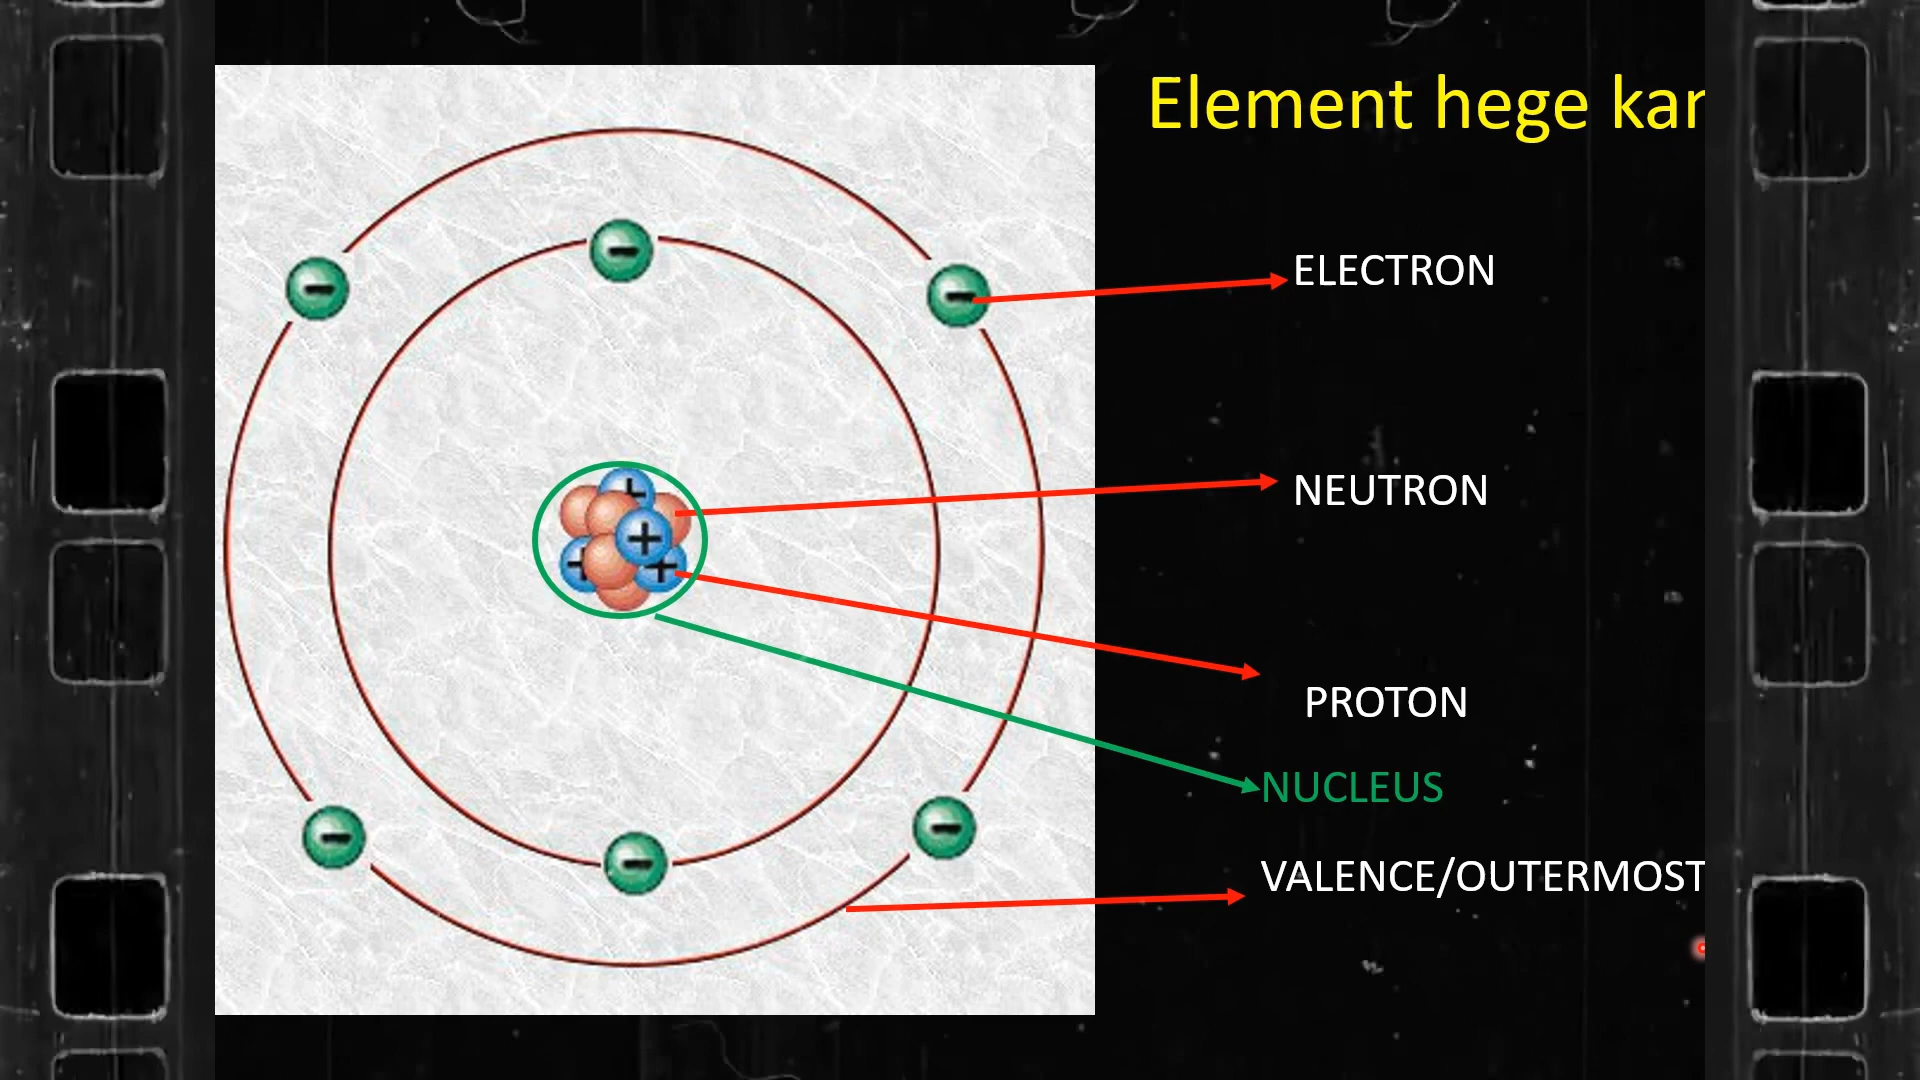 Element hege kar
ELECTRON
NEUTRON
PROTON
NUCLEUS
VALENCE/OUTERMOST